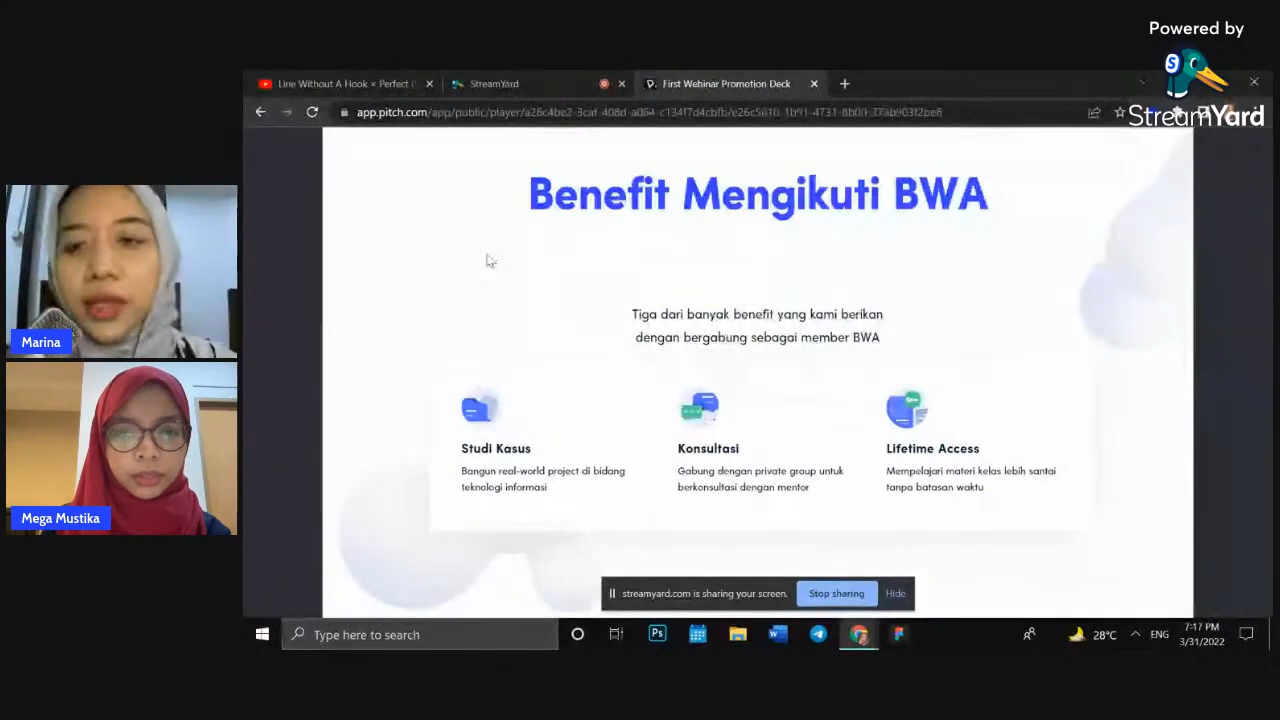 Powered by
StreamYard
Line Without A Hook × Perfect
StreamYard
First Webinar Promotion Deck
Benefit Mengikuti BWA
Tiga dari banyak benefit yang kami berikan
dengan bergabung sebagai member BWA
Studi Kasus
Bangun real-world project di bidang
teknologi informasi
Konsultasi
Gabung dengan private group untuk
berkonsultasi dengan mentor
Lifetime Access
Mempelajari materi kelas lebih santai
tanpa batasan waktu
Marina
Mega Mustika
streamyard.com is sharing your screen.
Stop sharing
Hide
Type here to search
Ps
28°C
ENG
7:17 PM
3/31/2022